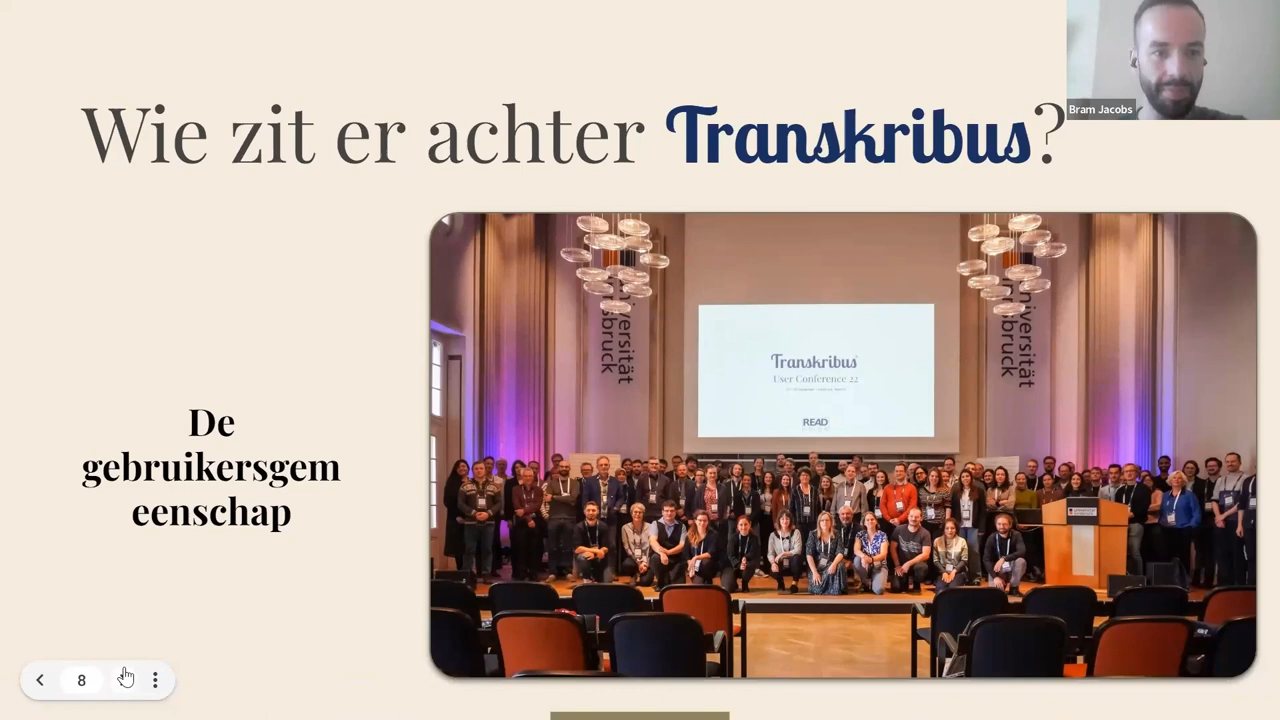 Wie zit er achter Transkribus?
Bram Jacobs
Transkribus
User Conference 22
READ
De
gebruikersgem
eenschap
8